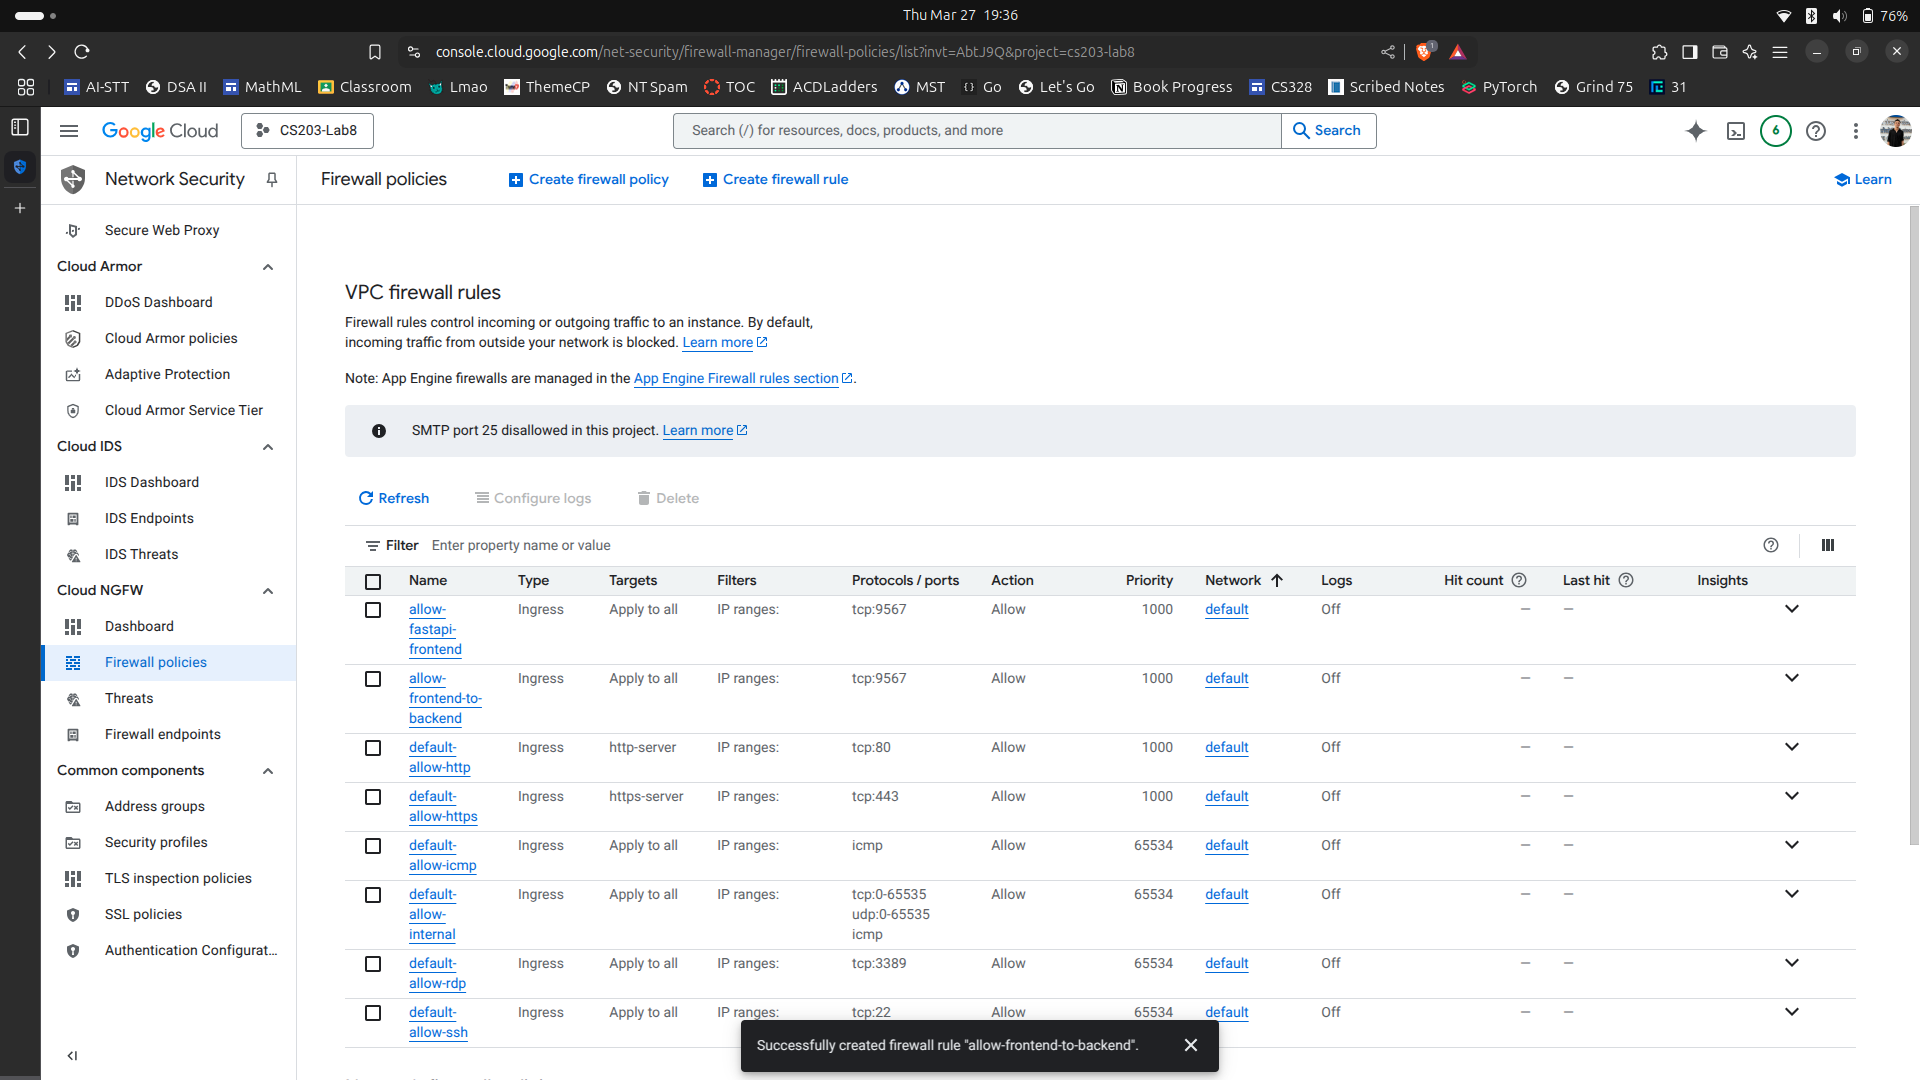 Thu Mar 27 19:36
76%
console.cloud.google.com/net-security/firewall-manager/firewall-policies/list?invt=AbtJ9Q&project=cs203-lab8
1
AI-STT
DSA II
MathML
Classroom
Lmao
ThemeCP
NT Spam
TOC
ACDLadders
MST
Go
Let's Go
Book Progress
CS328
Scribed Notes
PyTorch
Grind 75
31
Google Cloud
CS203-Lab8
Search (/) for resources, docs, products, and more
Search
6
Network Security
Firewall policies
Create firewall policy
Create firewall rule
Learn
Secure Web Proxy
Cloud Armor
DDoS Dashboard
Cloud Armor policies
Adaptive Protection
Cloud Armor Service Tier
Cloud IDS
IDS Dashboard
IDS Endpoints
IDS Threats
Cloud NGFW
Dashboard
Firewall policies
Threats
Firewall endpoints
Common components
Address groups
Security profiles
TLS inspection policies
SSL policies
Authentication Configurat...
VPC firewall rules
Firewall rules control incoming or outgoing traffic to an instance. By default,
incoming traffic from outside your network is blocked. Learn more
Note: App Engine firewalls are managed in the App Engine Firewall rules section.
SMTP port 25 disallowed in this project. Learn more
Refresh
Configure logs
Delete
Filter Enter property name or value
Name Type Targets Filters Protocols / ports Action Priority Network Logs Hit count Last hit Insights
allow-fastapi-frontend Ingress Apply to all IP ranges: tcp:9567 Allow 1000 default Off – –
allow-frontend-to-backend Ingress Apply to all IP ranges: tcp:9567 Allow 1000 default Off – –
default-allow-http Ingress http-server IP ranges: tcp:80 Allow 1000 default Off – –
default-allow-https Ingress https-server IP ranges: tcp:443 Allow 1000 default Off – –
default-allow-icmp Ingress Apply to all IP ranges: icmp Allow 65534 default Off – –
default-allow-internal Ingress Apply to all IP ranges: tcp:0-65535 udp:0-65535 icmp Allow 65534 default Off – –
default-allow-rdp Ingress Apply to all IP ranges: tcp:3389 Allow 65534 default Off – –
default-allow-ssh Ingress Apply to all IP ranges: tcp:22 Allow 65534 default Off – –
Successfully created firewall rule "allow-frontend-to-backend".